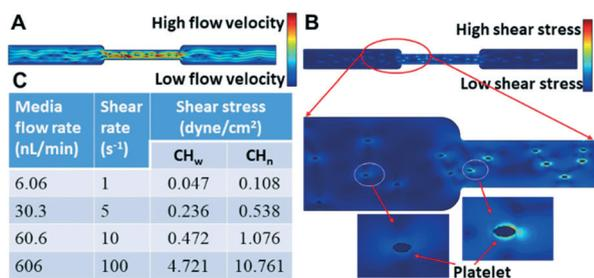 A
High flow velocity
Low flow velocity
B
High shear stress
Low shear stress
C
Media flow rate (nL/min)
Shear rate (s-1)
Shear stress (dyne/cm2)
CHw CHn
6.06 1 0.047 0.108
30.3 5 0.236 0.538
60.6 10 0.472 1.076
606 100 4.721 10.761
Platelet